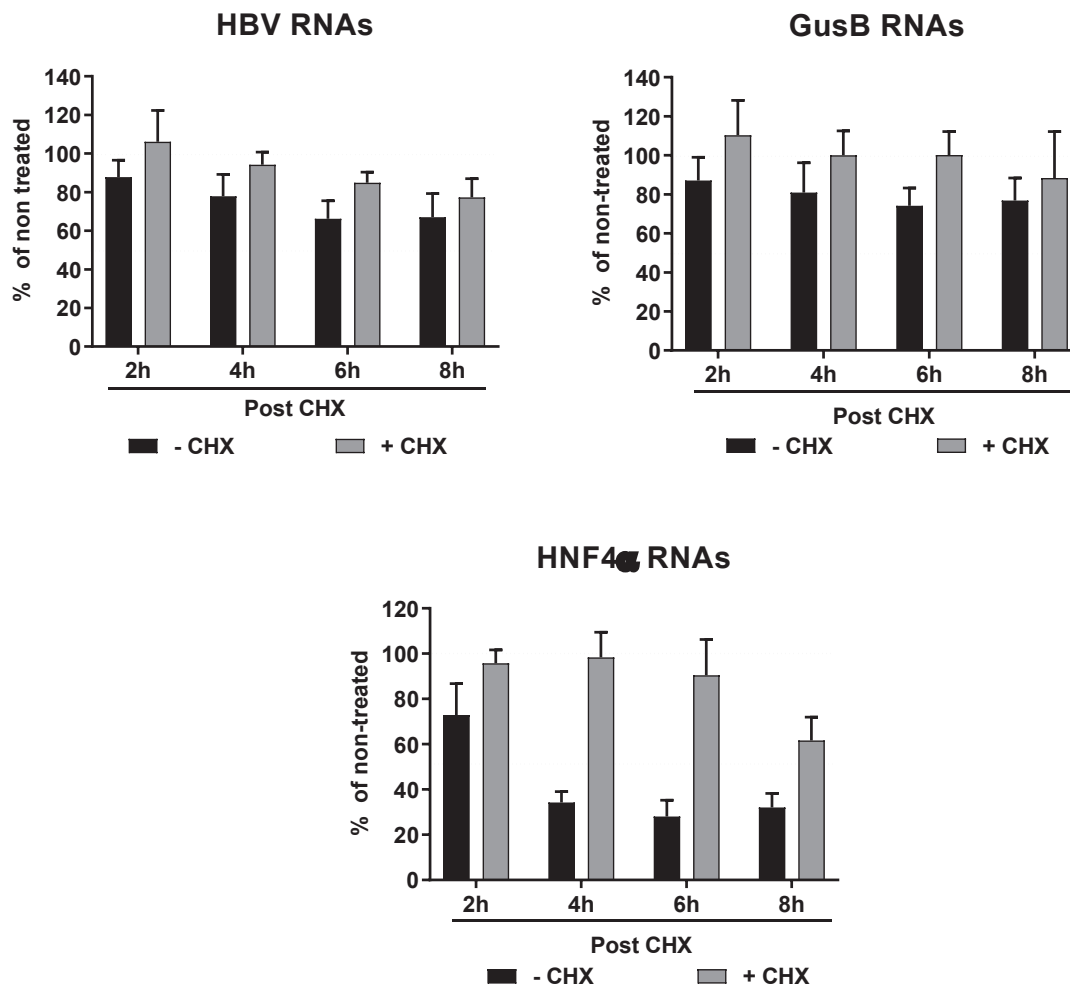 HBV RNAs
% of non treated
140
120
100
80
60
40
20
0
2h 4h 6h 8h
Post CHX
- CHX + CHX
GusB RNAs
% of non-treated
140
120
100
80
60
40
20
0
2h 4h 6h 8h
Post CHX
- CHX + CHX
HNF4α RNAs
% of non-treated
120
100
80
60
40
20
0
2h 4h 6h 8h
Post CHX
- CHX + CHX